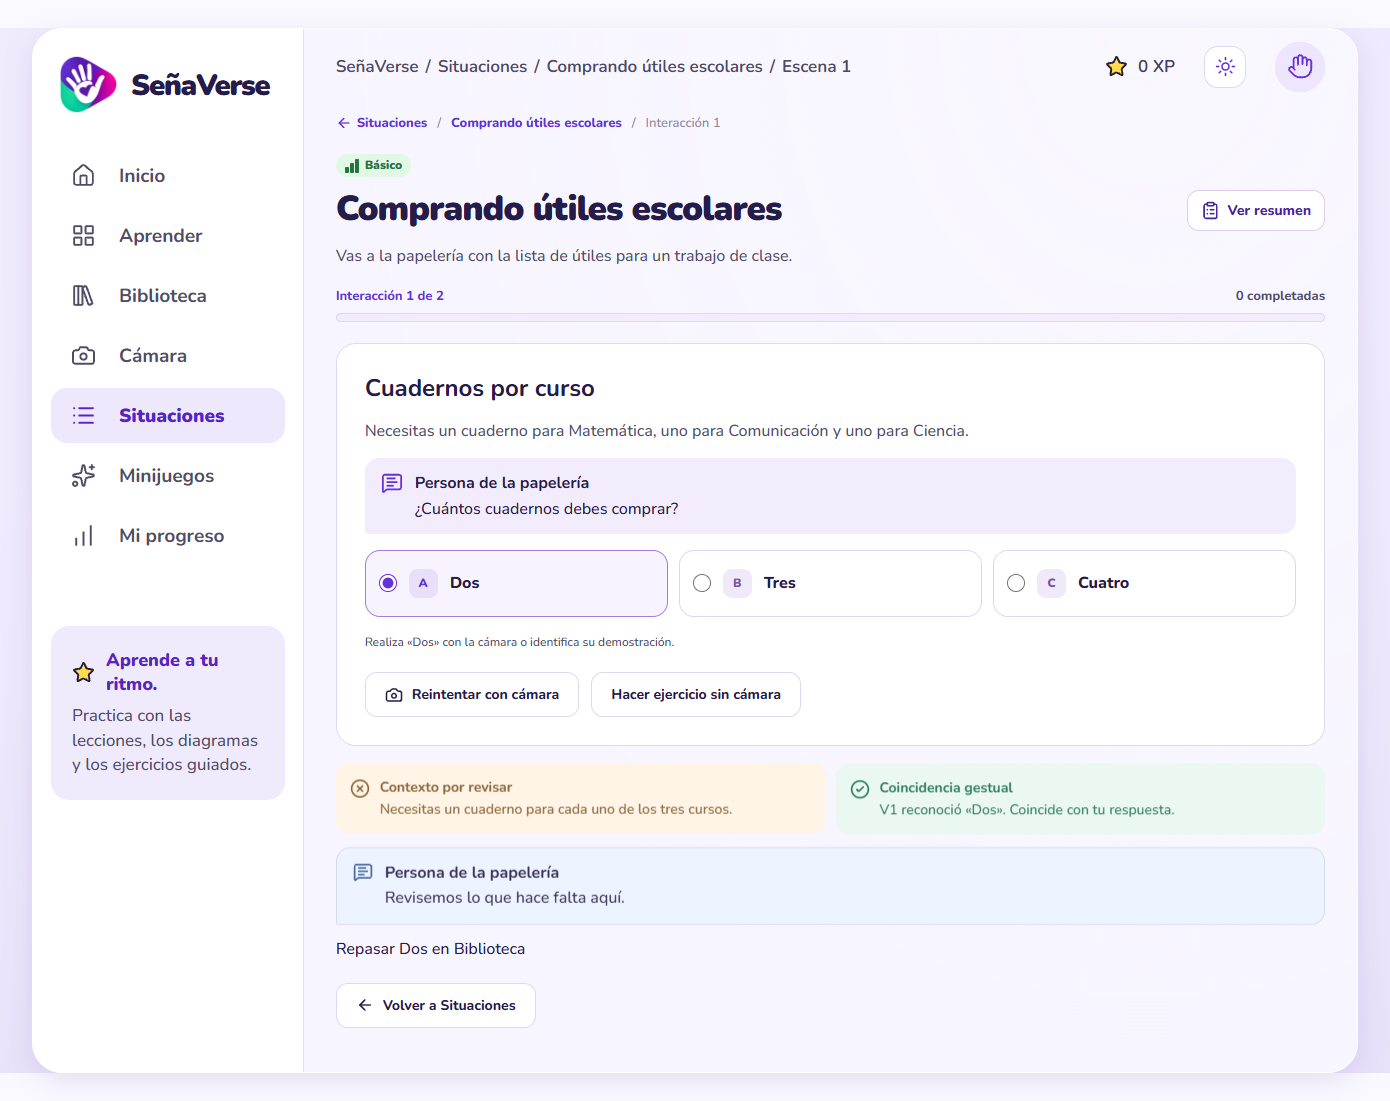 SeñaVerse
Inicio
Aprender
Biblioteca
Cámara
Situaciones
Minijuegos
Mi progreso
Aprende a tu
ritmo.
Practica con las
lecciones, los diagramas
y los ejercicios guiados.
SeñaVerse / Situaciones / Comprando útiles escolares / Escena 1
0 XP
← Situaciones / Comprando útiles escolares / Interacción 1
Básico
Comprando útiles escolares
Ver resumen
Vas a la papelería con la lista de útiles para un trabajo de clase.
Interacción 1 de 2
0 completadas
Cuadernos por curso
Necesitas un cuaderno para Matemática, uno para Comunicación y uno para Ciencia.
Persona de la papelería
¿Cuántos cuadernos debes comprar?
A Dos
B Tres
C Cuatro
Realiza «Dos» con la cámara o identifica su demostración.
Reintentar con cámara
Hacer ejercicio sin cámara
Contexto por revisar
Necesitas un cuaderno para cada uno de los tres cursos.
Coincidencia gestual
V1 reconoció «Dos». Coincide con tu respuesta.
Persona de la papelería
Revisemos lo que hace falta aquí.
Repasar Dos en Biblioteca
← Volver a Situaciones